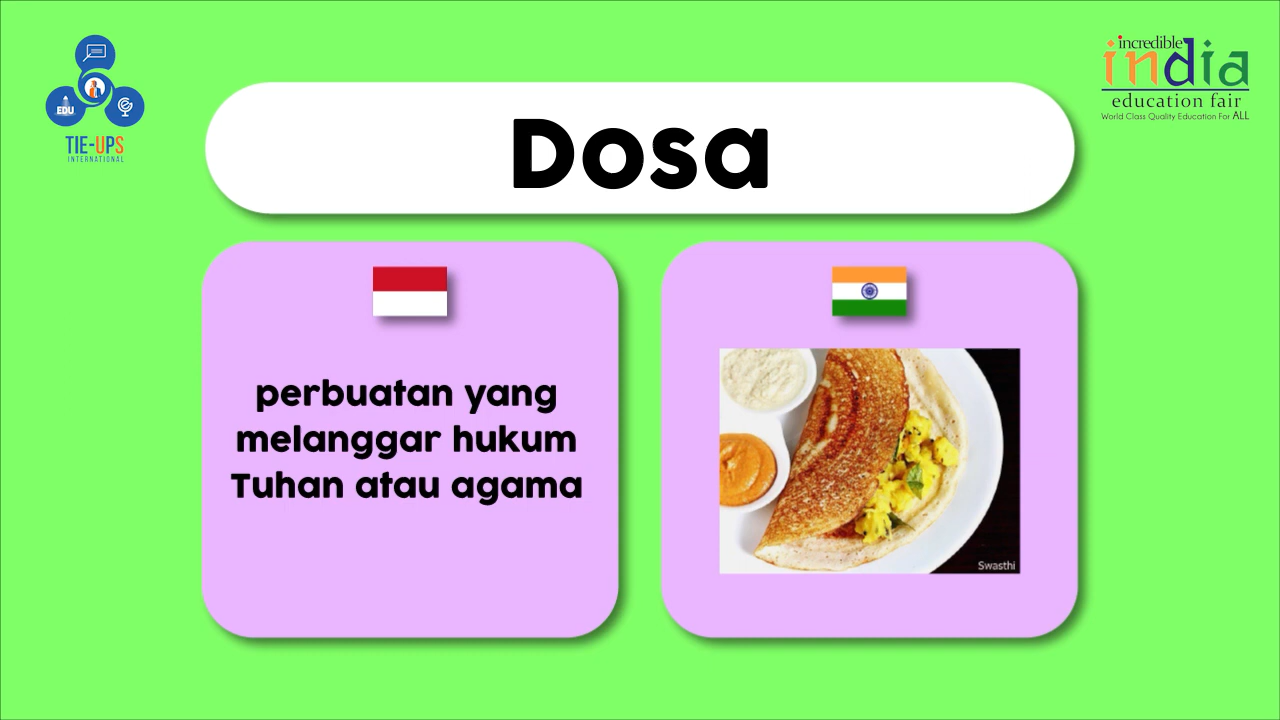 EDU
TIE-UPS
INTERNATIONAL
incredible
india
education fair
World Class Quality Education For ALL
Dosa
perbuatan yang
melanggar hukum
Tuhan atau agama
Swasthi